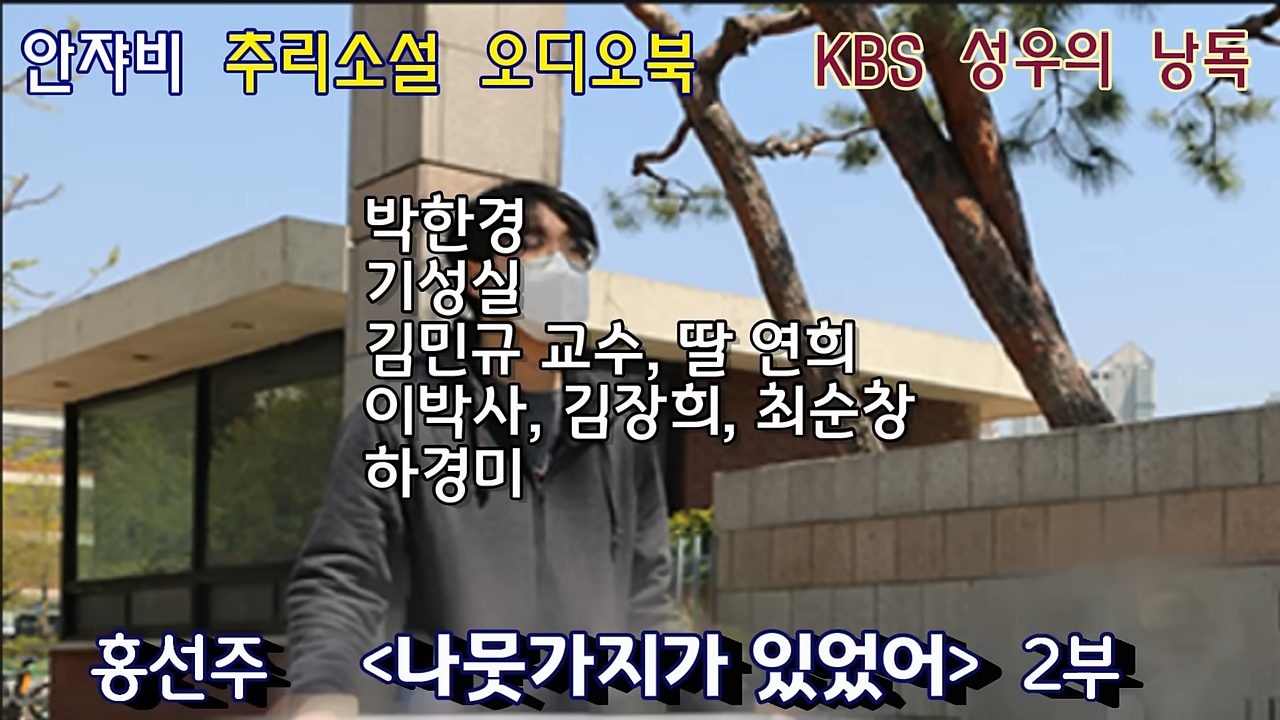 안쟈비 추리소설 오디오북 KBS 성우의 낭독
박한경
기성실
김민규 교수, 딸 연희
이박사, 김장희, 최순창
하경미
홍선주 <나뭇가지가 있었어> 2부